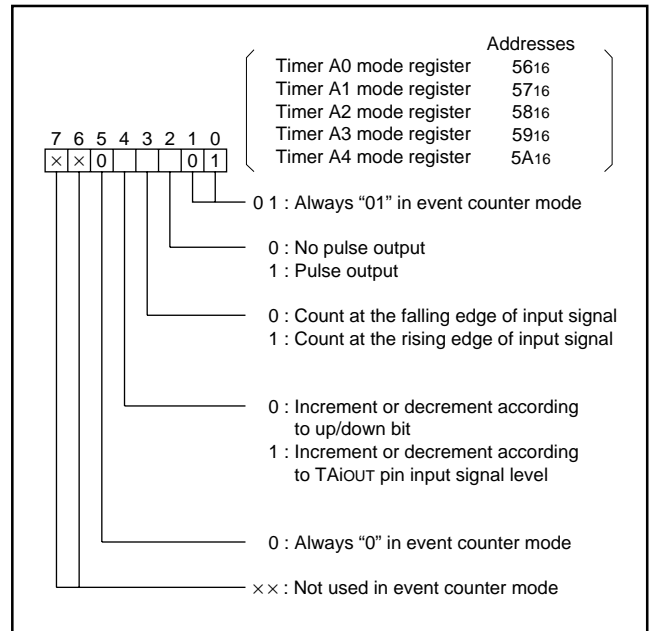 Addresses
Timer A0 mode register 5616
Timer A1 mode register 5716
Timer A2 mode register 5816
Timer A3 mode register 5916
Timer A4 mode register 5A16
7 6 5 4 3 2 1 0
× × 0 0 1
0 1 : Always “01” in event counter mode
0 : No pulse output
1 : Pulse output
0 : Count at the falling edge of input signal
1 : Count at the rising edge of input signal
0 : Increment or decrement according
to up/down bit
1 : Increment or decrement according
to TAiOUT pin input signal level
0 : Always “0” in event counter mode
×× : Not used in event counter mode